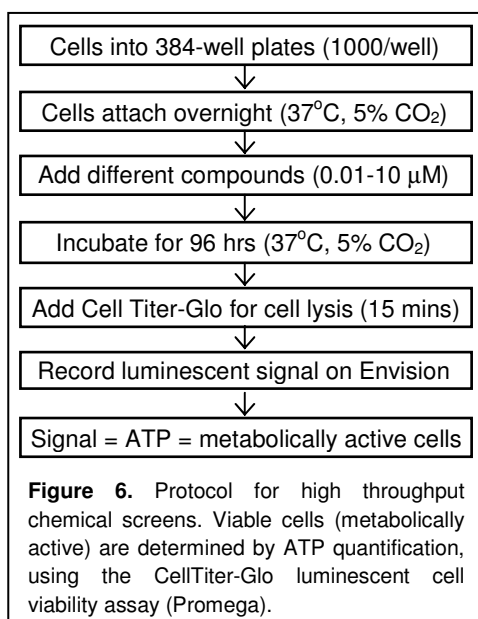 Cells into 384-well plates (1000/well)
Cells attach overnight (37°C, 5% CO₂)
Add different compounds (0.01-10 µM)
Incubate for 96 hrs (37°C, 5% CO₂)
Add Cell Titer-Glo for cell lysis (15 mins)
Record luminescent signal on Envision
Signal = ATP = metabolically active cells
Figure 6. Protocol for high throughput
chemical screens. Viable cells (metabolically
active) are determined by ATP quantification,
using the CellTiter-Glo luminescent cell
viability assay (Promega).